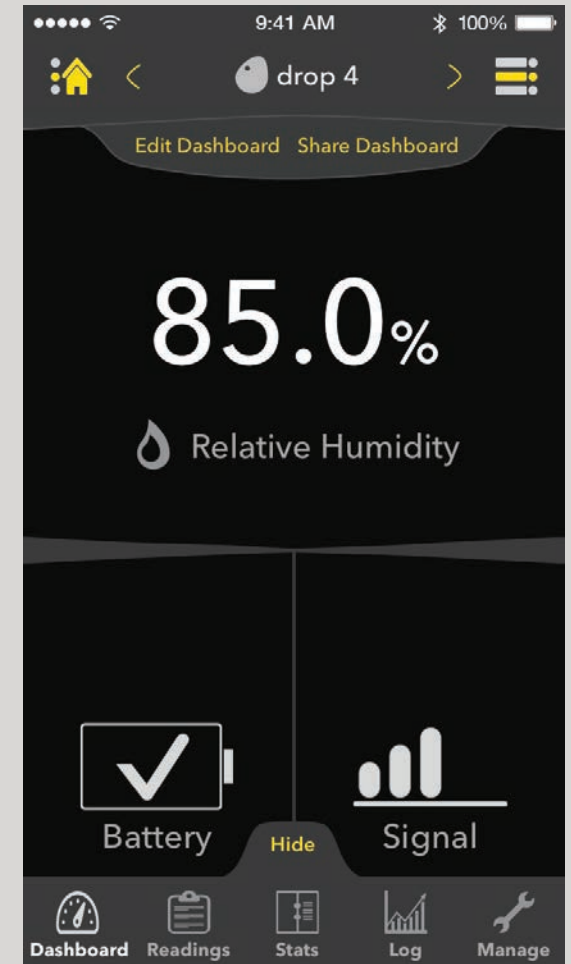 9:41 AM 100%
drop 4
Edit Dashboard Share Dashboard
85.0%
Relative Humidity
Battery Hide Signal
Dashboard Readings Stats Log Manage